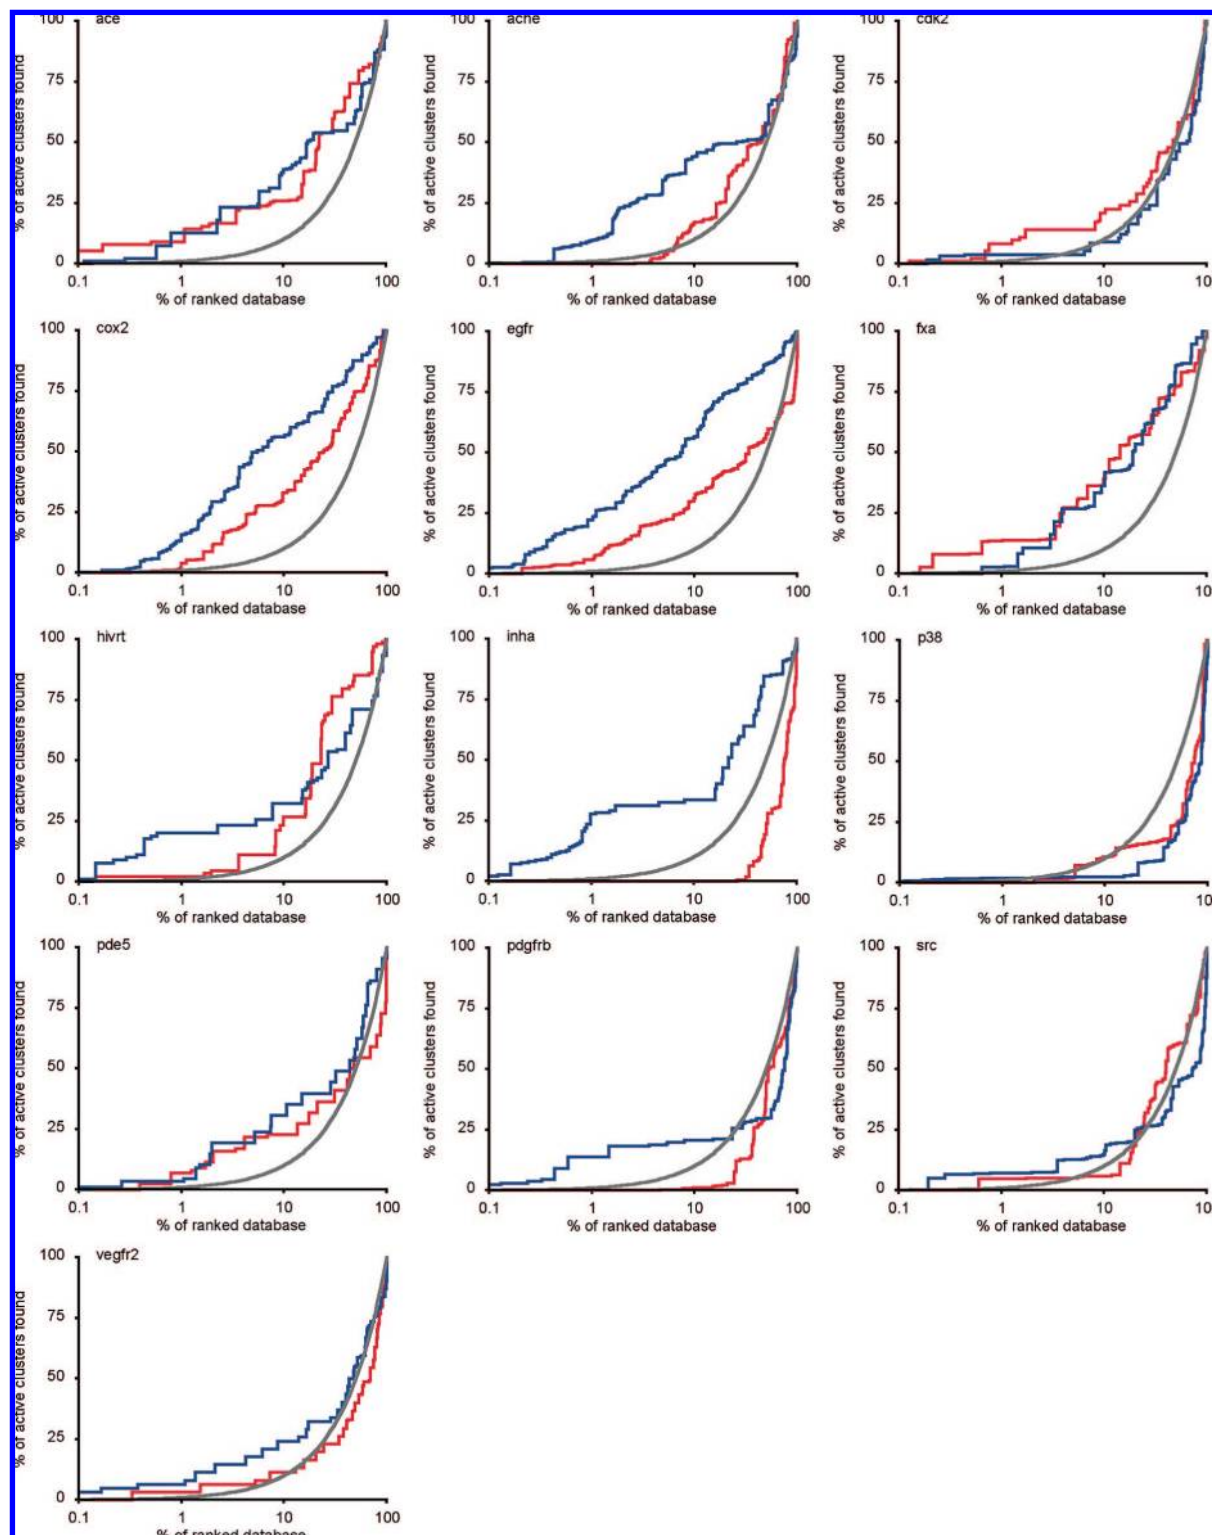 ace
% of active clusters found
100
75
50
25
0
0.1 1 10 100
% of ranked database
ache
% of active clusters found
100
75
50
25
0
0.1 1 10 100
% of ranked database
cdk2
% of active clusters found
100
75
50
25
0
0.1 1 10 10
% of ranked database
cox2
% of active clusters found
100
75
50
25
0
0.1 1 10 100
% of ranked database
egfr
% of active clusters found
100
75
50
25
0
0.1 1 10 100
% of ranked database
fxa
% of active clusters found
100
75
50
25
0
0.1 1 10 10
% of ranked database
hivrt
% of active clusters found
100
75
50
25
0
0.1 1 10 100
% of ranked database
inha
% of active clusters found
100
75
50
25
0
0.1 1 10 100
% of ranked database
p38
% of active clusters found
100
75
50
25
0
0.1 1 10 10
% of ranked database
pde5
% of active clusters found
100
75
50
25
0
0.1 1 10 100
% of ranked database
pdgfrb
% of active clusters found
100
75
50
25
0
0.1 1 10 100
% of ranked database
src
% of active clusters found
100
75
50
25
0
0.1 1 10 10
% of ranked database
vegfr2
% of active clusters found
100
75
50
25
0
0.1 1 10 100
% of ranked database